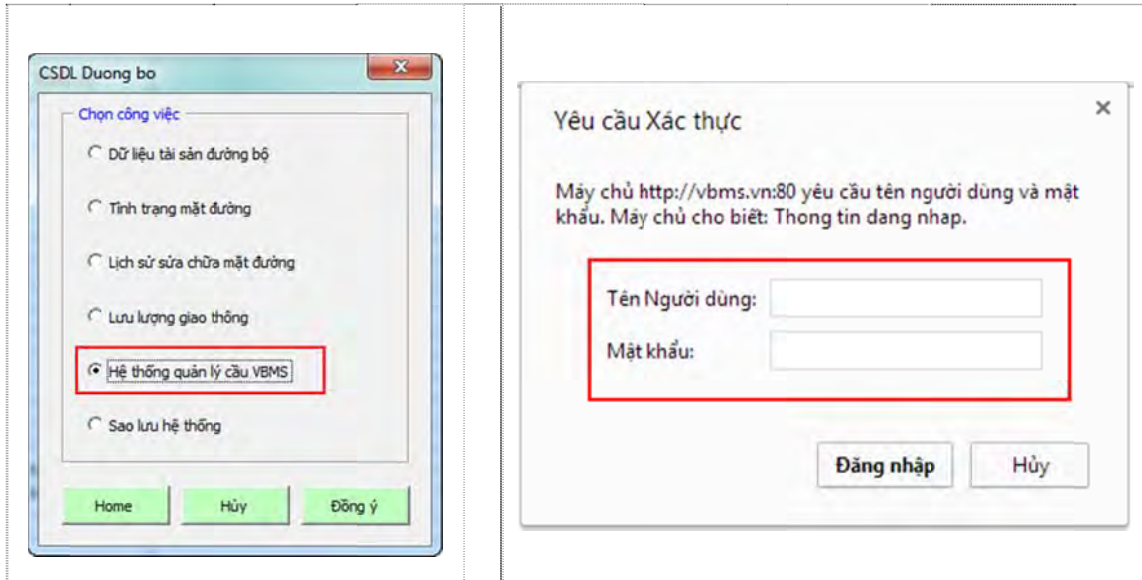 CSDL Duong bo
Chọn công việc
Dữ liệu tài sản đường bộ
Tình trạng mặt đường
Lịch sử sửa chữa mặt đường
Lưu lượng giao thông
Hệ thống quản lý cầu VBMS
Sao lưu hệ thống
Home
Hủy
Đồng ý
Yêu cầu Xác thực
Máy chủ http://vbms.vn:80 yêu cầu tên người dùng và mật
khẩu. Máy chủ cho biết: Thong tin dang nhap.
Tên Người dùng:
Mật khẩu:
Đăng nhập
Hủy